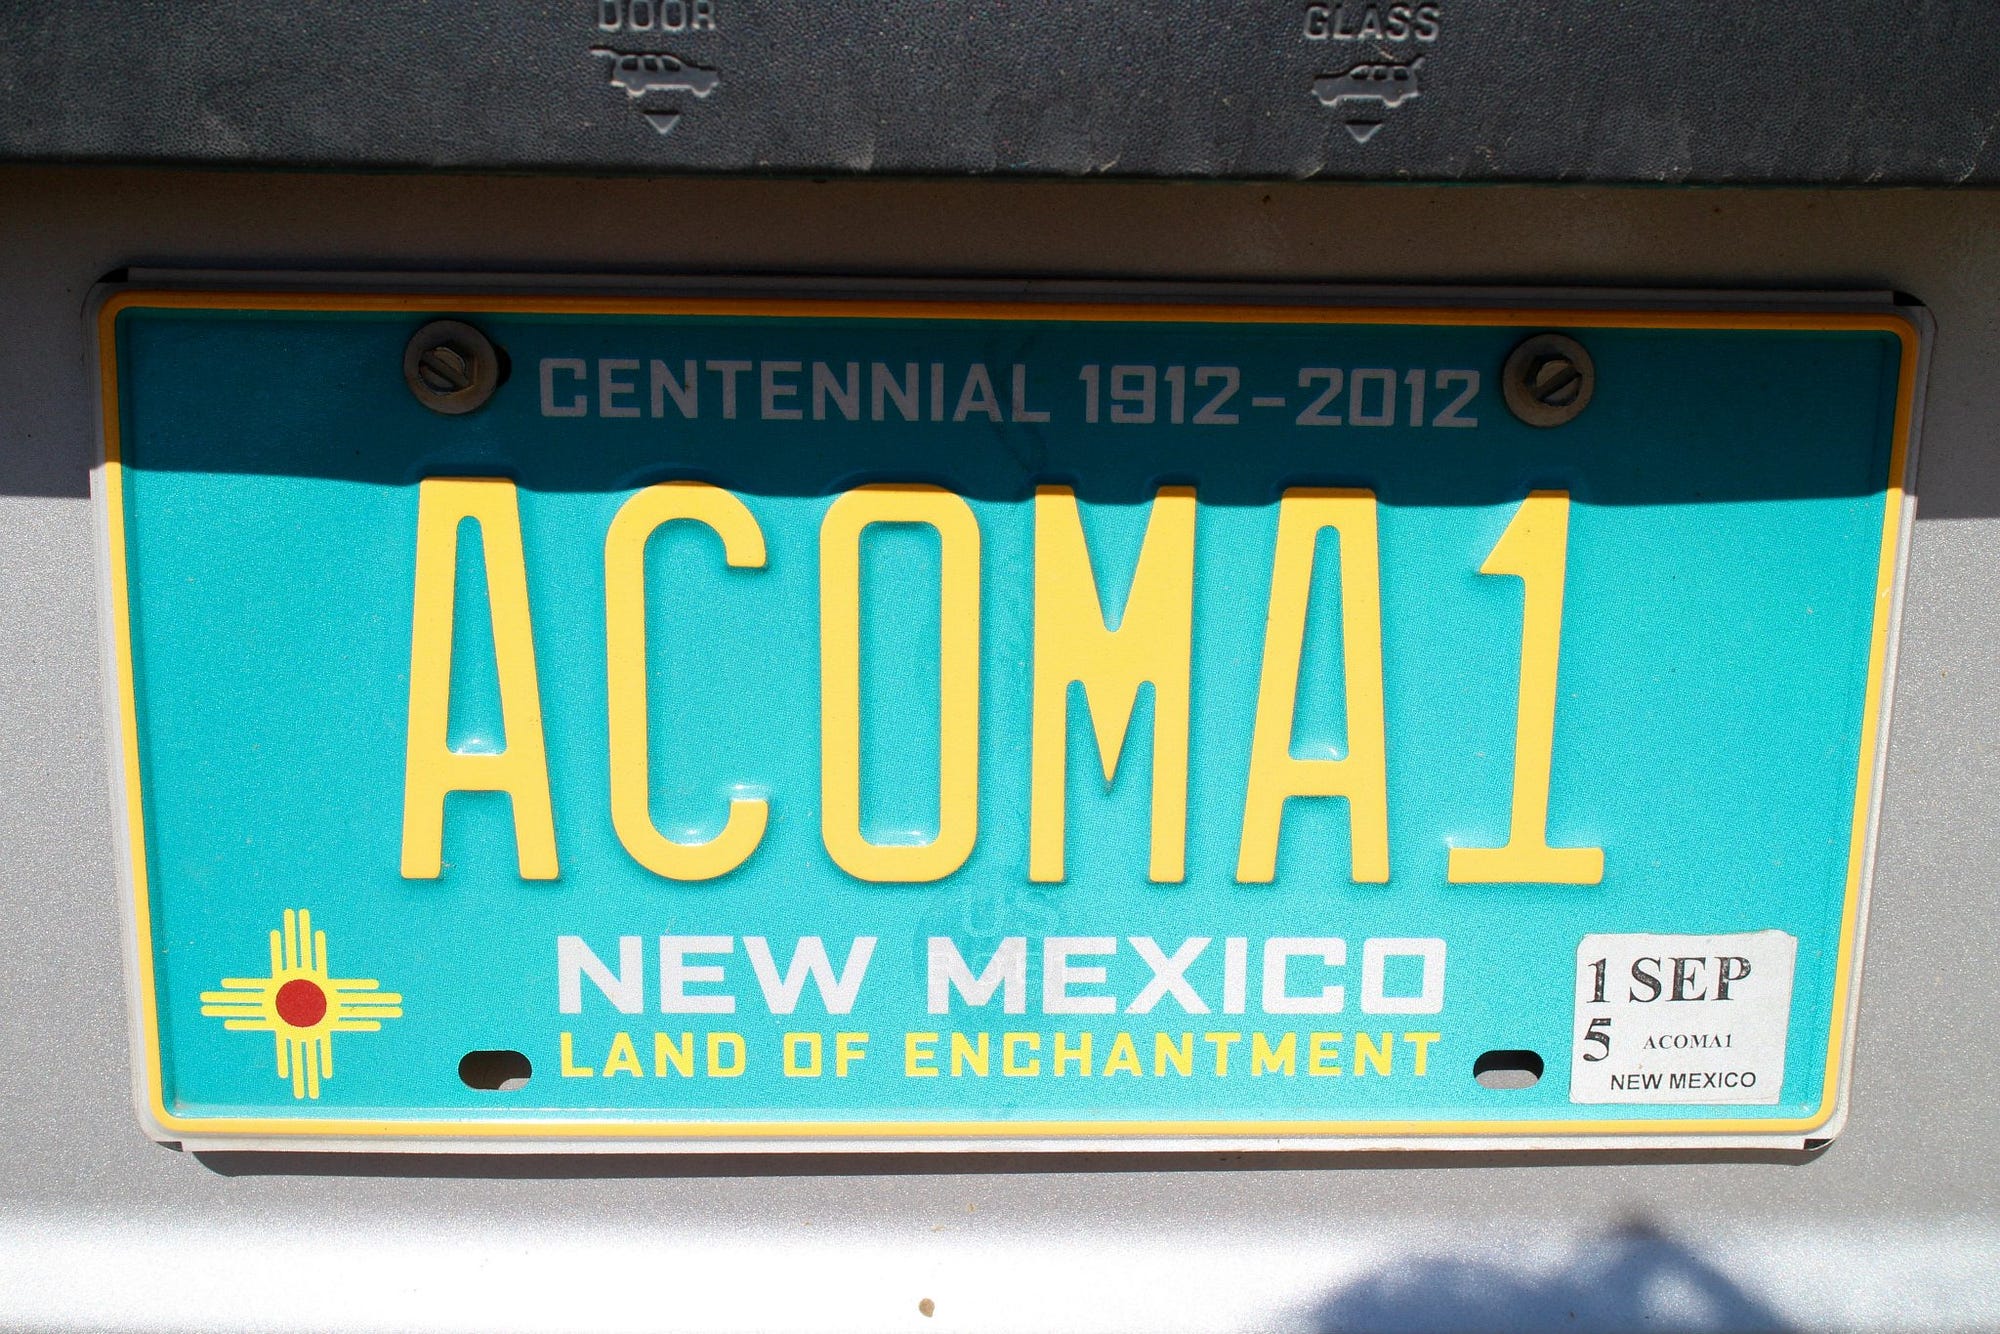 DOOR GLASS
CENTENNIAL 1912-2012
ACOMA1
NEW MEXICO
LAND OF ENCHANTMENT
1 SEP
5 ACOMA1
NEW MEXICO